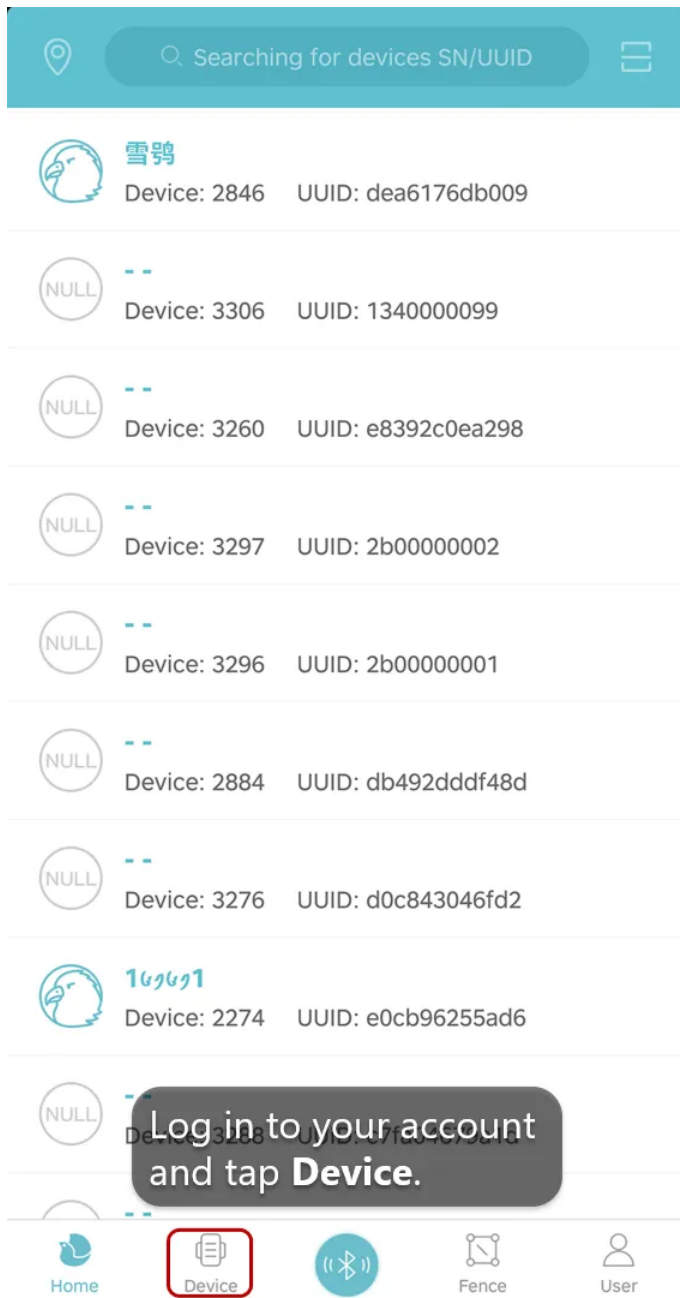 Searching for devices SN/UUID
雪鸮
Device: 2846 UUID: dea6176db009
NULL
- -
Device: 3306 UUID: 1340000099
NULL
- -
Device: 3260 UUID: e8392c0ea298
NULL
- -
Device: 3297 UUID: 2b00000002
NULL
- -
Device: 3296 UUID: 2b00000001
NULL
- -
Device: 2884 UUID: db492dddf48d
NULL
- -
Device: 3276 UUID: d0c843046fd2
Device: 2274 UUID: e0cb96255ad6
NULL
- -
Device: 3288 UUID:
Log in to your account
and tap Device.
- -
Home Device Fence User